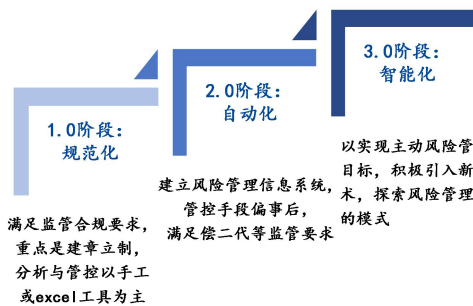 1.0阶段：
规范化
满足监管合规要求，
重点是建章立制，
分析与管控以手工
或excel工具为主
2.0阶段：
自动化
建立风险管理信息系统，
管控手段偏事后，
满足偿二代等监管要求
3.0阶段：
智能化
以实现主动风险管
目标，积极引入新
术，探索风险管理
的模式